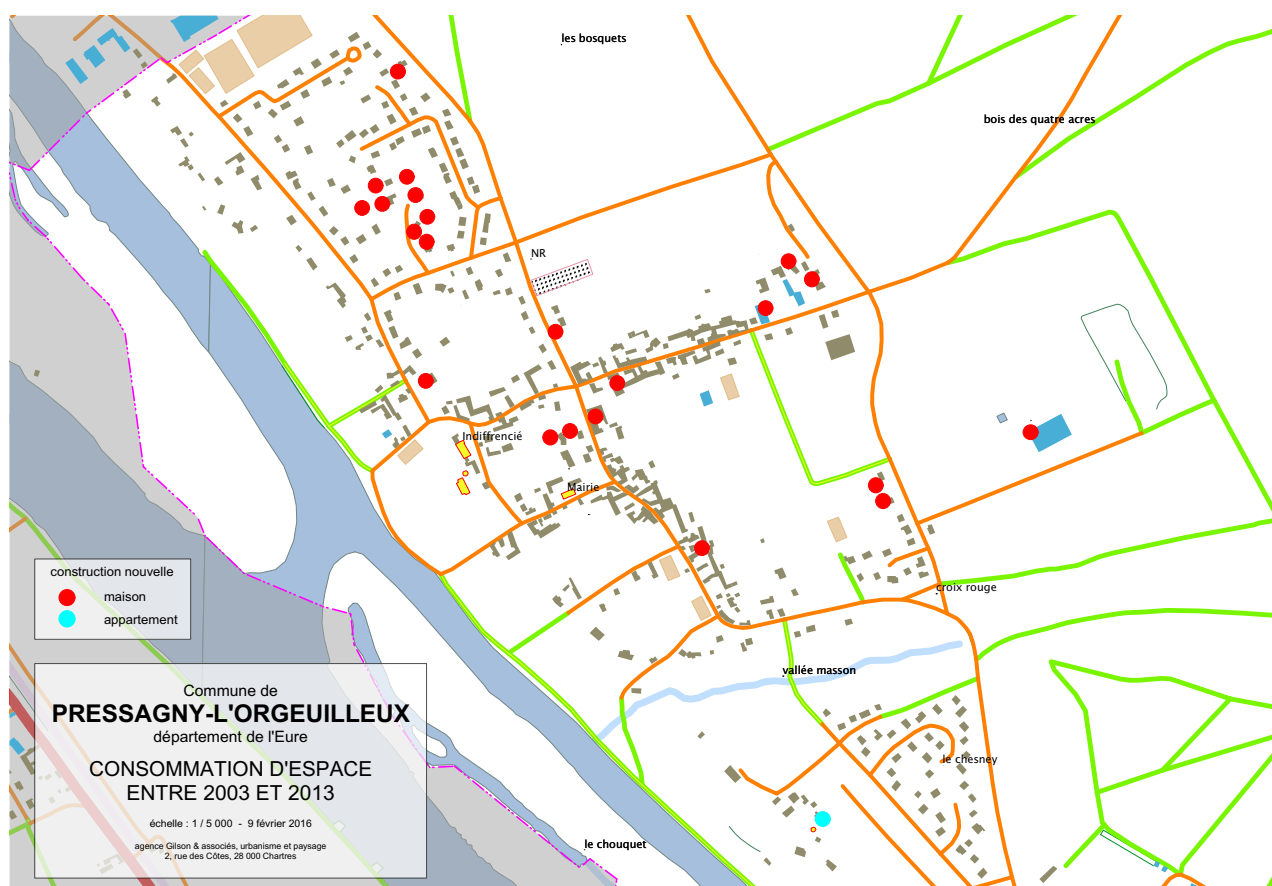 les bosquets
bois des quatre acres
NR
Indiffrencié
Mairie
croix rouge
vallée masson
le chesney
le chouquet
construction nouvelle
maison
appartement
Commune de
PRESSAGNY-L'ORGEUILLEUX
département de l'Eure
CONSOMMATION D'ESPACE
ENTRE 2003 ET 2013
échelle : 1 / 5 000 - 9 février 2016
agence Gilson & associés, urbanisme et paysage
2, rue des Côtes, 28 000 Chartres